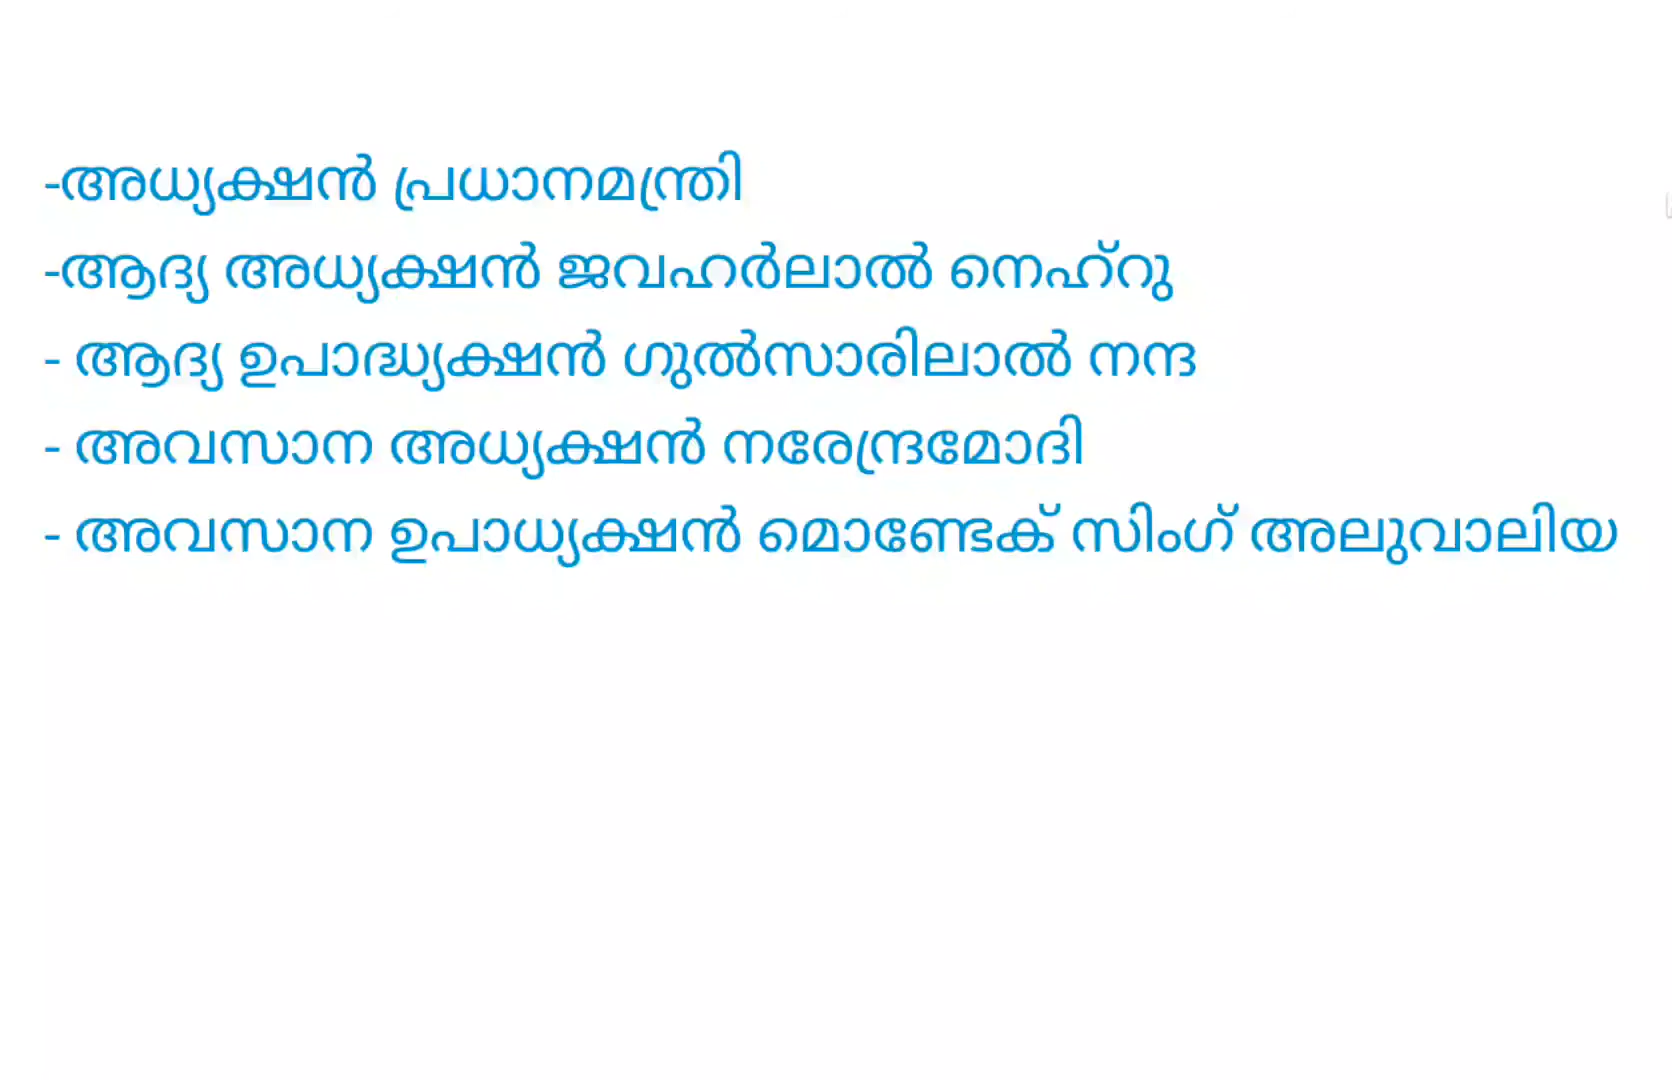 -അധ്യക്ഷൻ പ്രധാനമന്ത്രി
-ആദ്യ അധ്യക്ഷൻ ജവഹർലാൽ നെഹ്റു
- ആദ്യ ഉപാദ്ധ്യക്ഷൻ ഗുൽസാരിലാൽ നന്ദ
- അവസാന അധ്യക്ഷൻ നരേന്ദ്രമോദി
- അവസാന ഉപാധ്യക്ഷൻ മൊണ്ടേക് സിംഗ് അലുവാലിയ